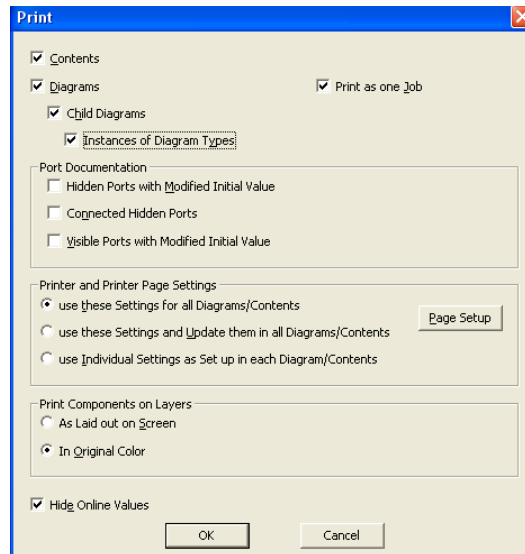 Print
Contents
Diagrams
Print as one Job
Child Diagrams
Instances of Diagram Types
Port Documentation
Hidden Ports with Modified Initial Value
Connected Hidden Ports
Visible Ports with Modified Initial Value
Printer and Printer Page Settings
use these Settings for all Diagrams/Contents
Page Setup
use these Settings and Update them in all Diagrams/Contents
use Individual Settings as Set up in each Diagram/Contents
Print Components on Layers
As Laid out on Screen
In Original Color
Hide Online Values
OK
Cancel